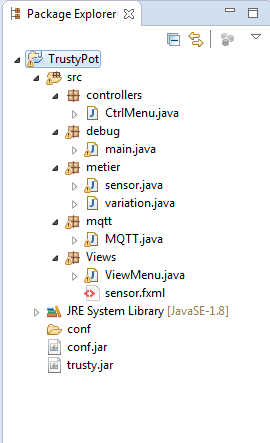 Package Explorer
TrustyPot
src
controllers
CtrlMenu.java
debug
main.java
metier
sensor.java
variation.java
mqtt
MQTT.java
Views
ViewMenu.java
sensor.fxml
JRE System Library [JavaSE-1.8]
conf
conf.jar
trusty.jar